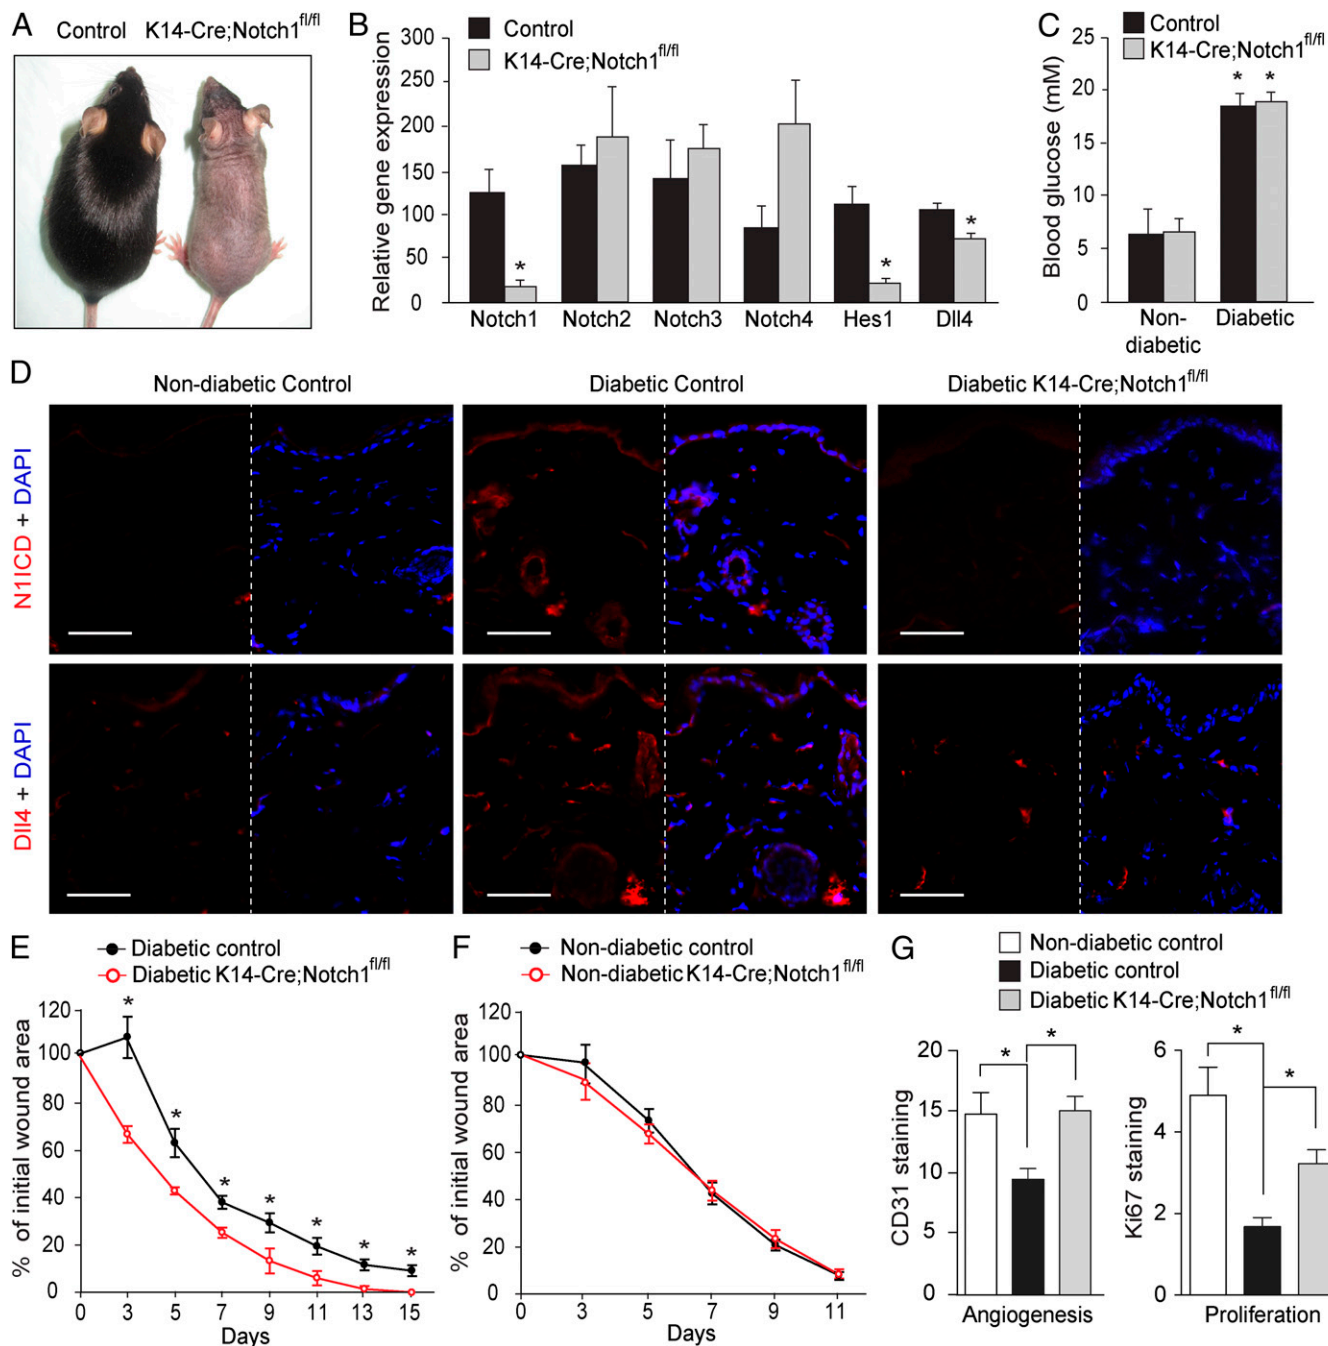 A Control K14-Cre;Notch1fl/fl
B
Control
K14-Cre;Notch1fl/fl
Relative gene expression
300
250
200
150
100
50
0
* * *
Notch1 Notch2 Notch3 Notch4 Hes1 Dll4
C
Control
K14-Cre;Notch1fl/fl
Blood glucose (mM)
25
20
15
10
5
0
* *
Non-diabetic Diabetic
D
Non-diabetic Control Diabetic Control Diabetic K14-Cre;Notch1fl/fl
N1ICD + DAPI
Dll4 + DAPI
E
Diabetic control
Diabetic K14-Cre;Notch1fl/fl
% of initial wound area
120
100
80
60
40
20
0
* * * * * * *
0 3 5 7 9 11 13 15
Days
F
Non-diabetic control
Non-diabetic K14-Cre;Notch1fl/fl
% of initial wound area
120
100
80
60
40
20
0
0 3 5 7 9 11
Days
G
Non-diabetic control
Diabetic control
Diabetic K14-Cre;Notch1fl/fl
CD31 staining
20
15
10
5
0
* *
Angiogenesis
Ki67 staining
6
4
2
0
* *
Proliferation